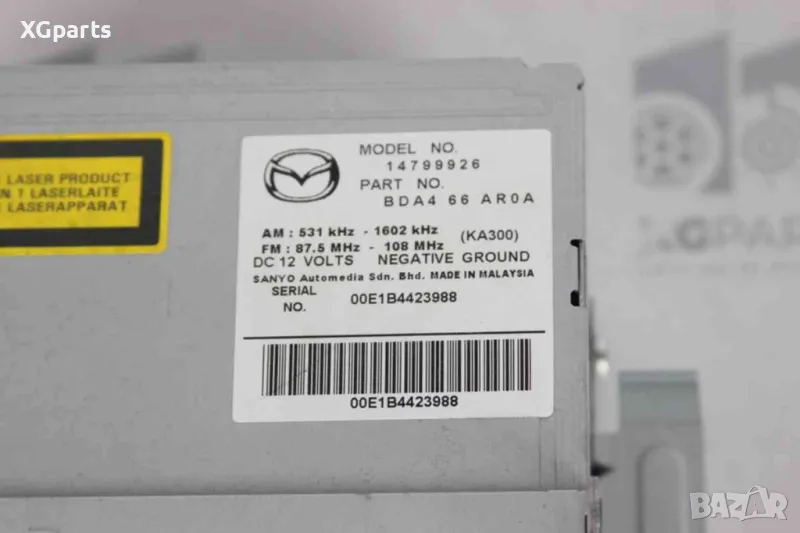 XGparts
LASER PRODUCT
1 LASERLAITE
LASERAPPARAT
MODEL NO.
14799926
PART NO.
BDA4 66 AR0A
AM : 531 kHz - 1602 kHz
FM : 87.5 MHz - 108 MHz
(KA300)
DC 12 VOLTS NEGATIVE GROUND
SANYO Automedia Sdn. Bhd. MADE IN MALAYSIA
SERIAL NO.
00E1B4423988
00E1B4423988
GPARTS
BAZAR